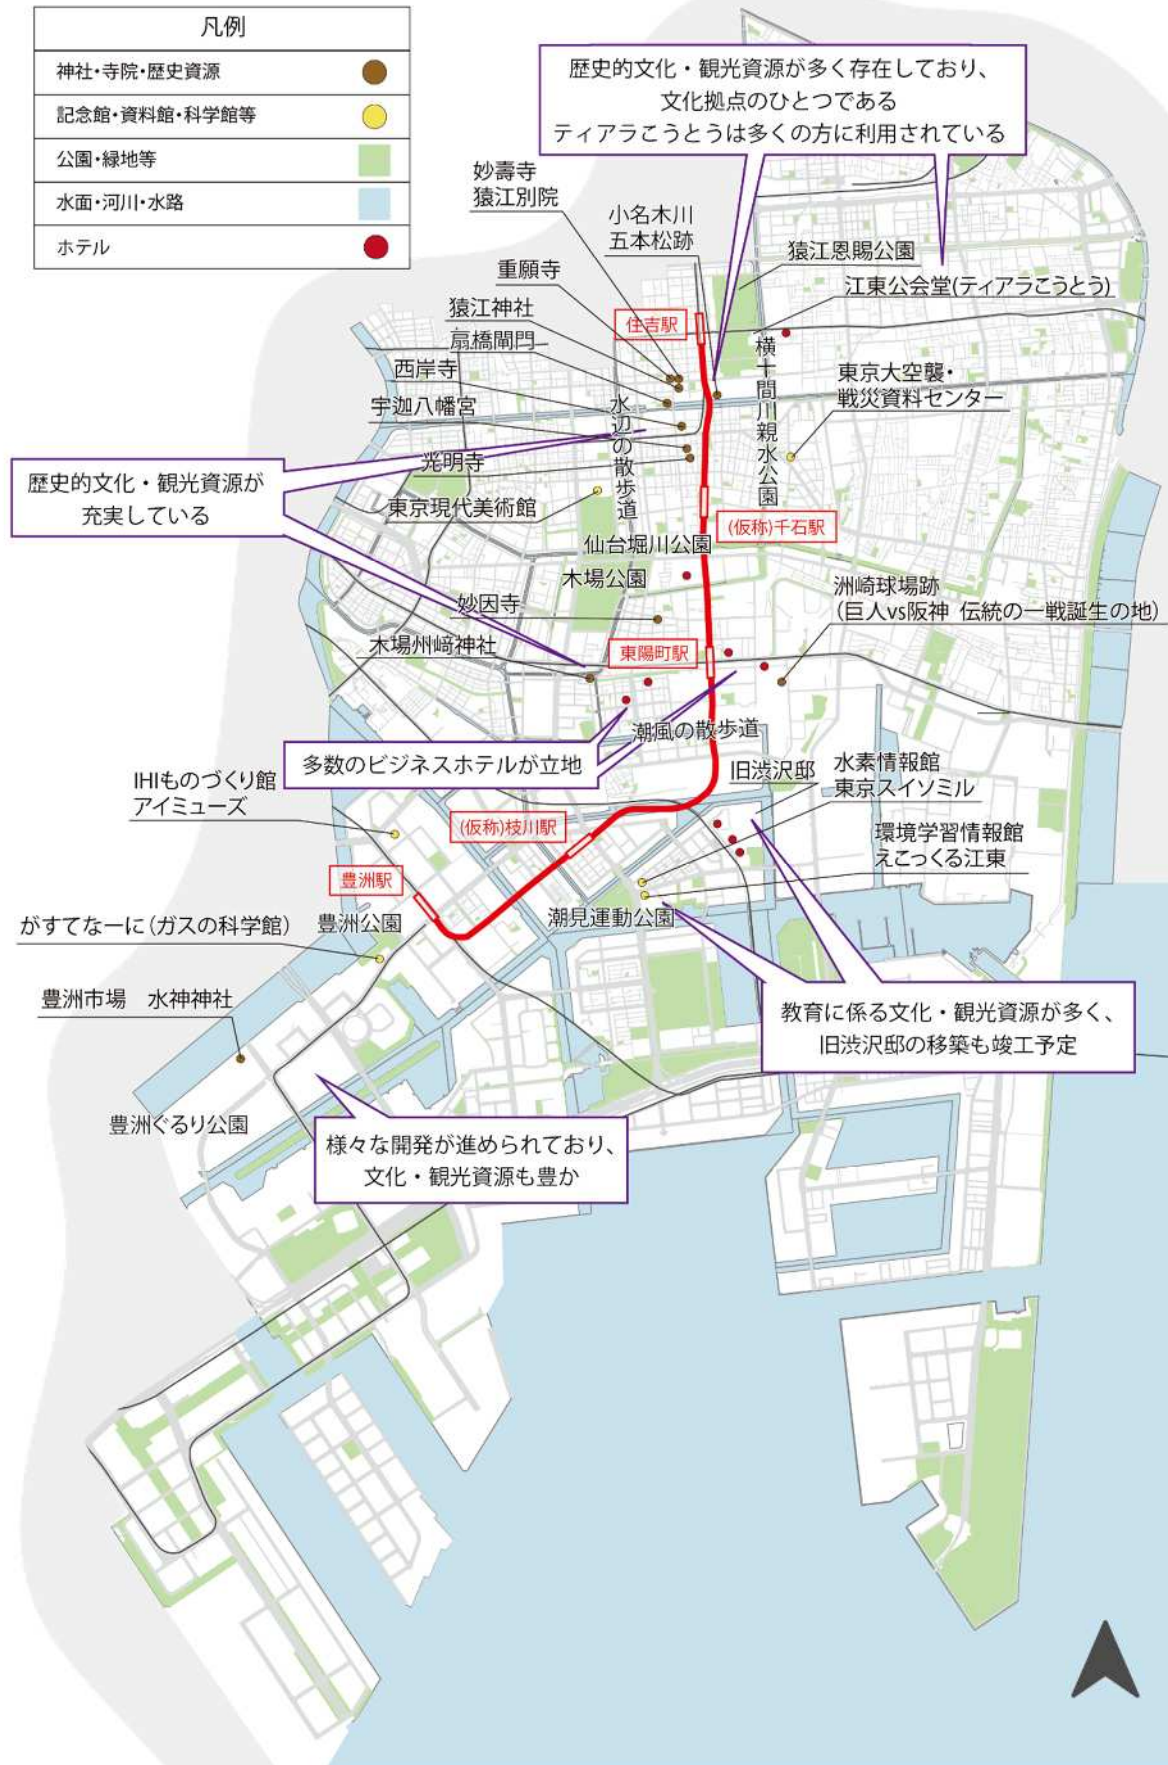 凡例
神社・寺院・歴史資源
記念館・資料館・科学館等
公園・緑地等
水面・河川・水路
ホテル
歴史的文化・観光資源が多く存在しており、
文化拠点のひとつである
ティアラこうとうは多くの方に利用されている
妙壽寺
猿江別院
小名木川
五本松跡
重願寺
猿江恩賜公園
江東公会堂(ティアラこうとう)
猿江神社
住吉駅
扇橋閘門
横十間川親水公園
西岸寺
東京大空襲・
戦災資料センター
宇迦八幡宮
水辺の散歩道
歴史的文化・観光資源が
充実している
光明寺
東京現代美術館
(仮称)千石駅
仙台堀川公園
木場公園
洲崎球場跡
(巨人vs阪神 伝統の一戦誕生の地)
妙因寺
木場州﨑神社
東陽町駅
潮風の散歩道
多数のビジネスホテルが立地
旧渋沢邸
水素情報館
東京スイソミル
IHIものづくり館
アイミューズ
(仮称)枝川駅
環境学習情報館
えこっくる江東
豊洲駅
がすてなーに(ガスの科学館)
豊洲公園
潮見運動公園
豊洲市場 水神神社
教育に係る文化・観光資源が多く、
旧渋沢邸の移築も竣工予定
豊洲ぐるり公園
様々な開発が進められており、
文化・観光資源も豊か